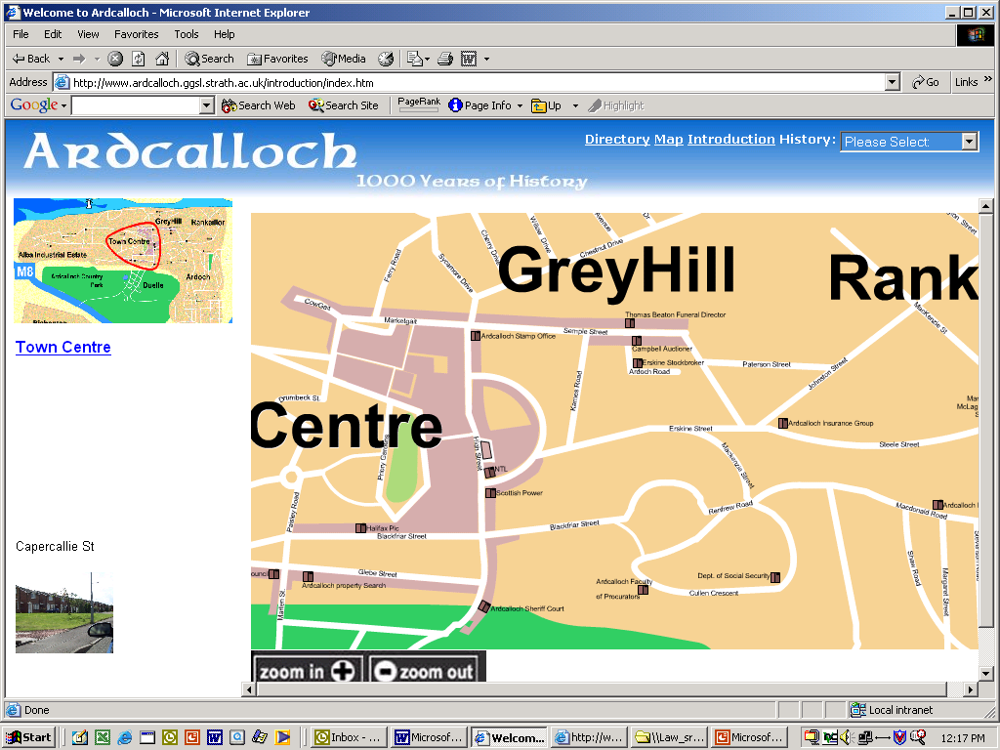 Welcome to Ardcalloch - Microsoft Internet Explorer
File Edit View Favorites Tools Help
Back Search Favorites Media
Address http://www.ardcalloch.ggsl.strath.ac.uk/introduction/index.htm Go Links »
Google Search Web Search Site PageRank Page Info Up Highlight
Ardcalloch
1000 Years of History
Directory Map Introduction History: Please Select:
GreyHill
Rankeillor
Town Centre
Alba Industrial Estate
M8
Ardcalloch Country
Park
Ardoch
Duelle
Town Centre
Capercallie St
GreyHill
Rank
Centre
Ferry Road
Sycamore Drive
Cherry Drive
Willow Drive
Chestnut Drive
CowGait
Marketgait
Thomas Beaton Funeral Director
Semple Street
Ardcalloch Stamp Office
Campbell Auctioner
Erskine Stockbroker
Ardoch Road
Paterson Street
Johnston Street
MacKenzie St
Kames Road
Crumbeck St.
Erskine Street
Ardcalloch Insurance Group
Steele Street
Mackenzie Street
High Street
Priory Gardens
NTL
Scottish Power
Paisley Road
Renfrew Road
Macdonald Road
Ardcalloch
Halifax Plc
Blackfriar Street
Blackfriar Street
Glebe Street
Ardcalloch property Search
Ardcalloch Faculty
of Procurators
Dept. of Social Security
Cullen Crescent
Shaw Road
Margaret Street
Ardcalloch Sheriff Court
zoom in zoom out
Done Local intranet
Start Inbox - ... Microsof... Welcom... http://w... \\Law_sr... Microsof... 12:17 PM